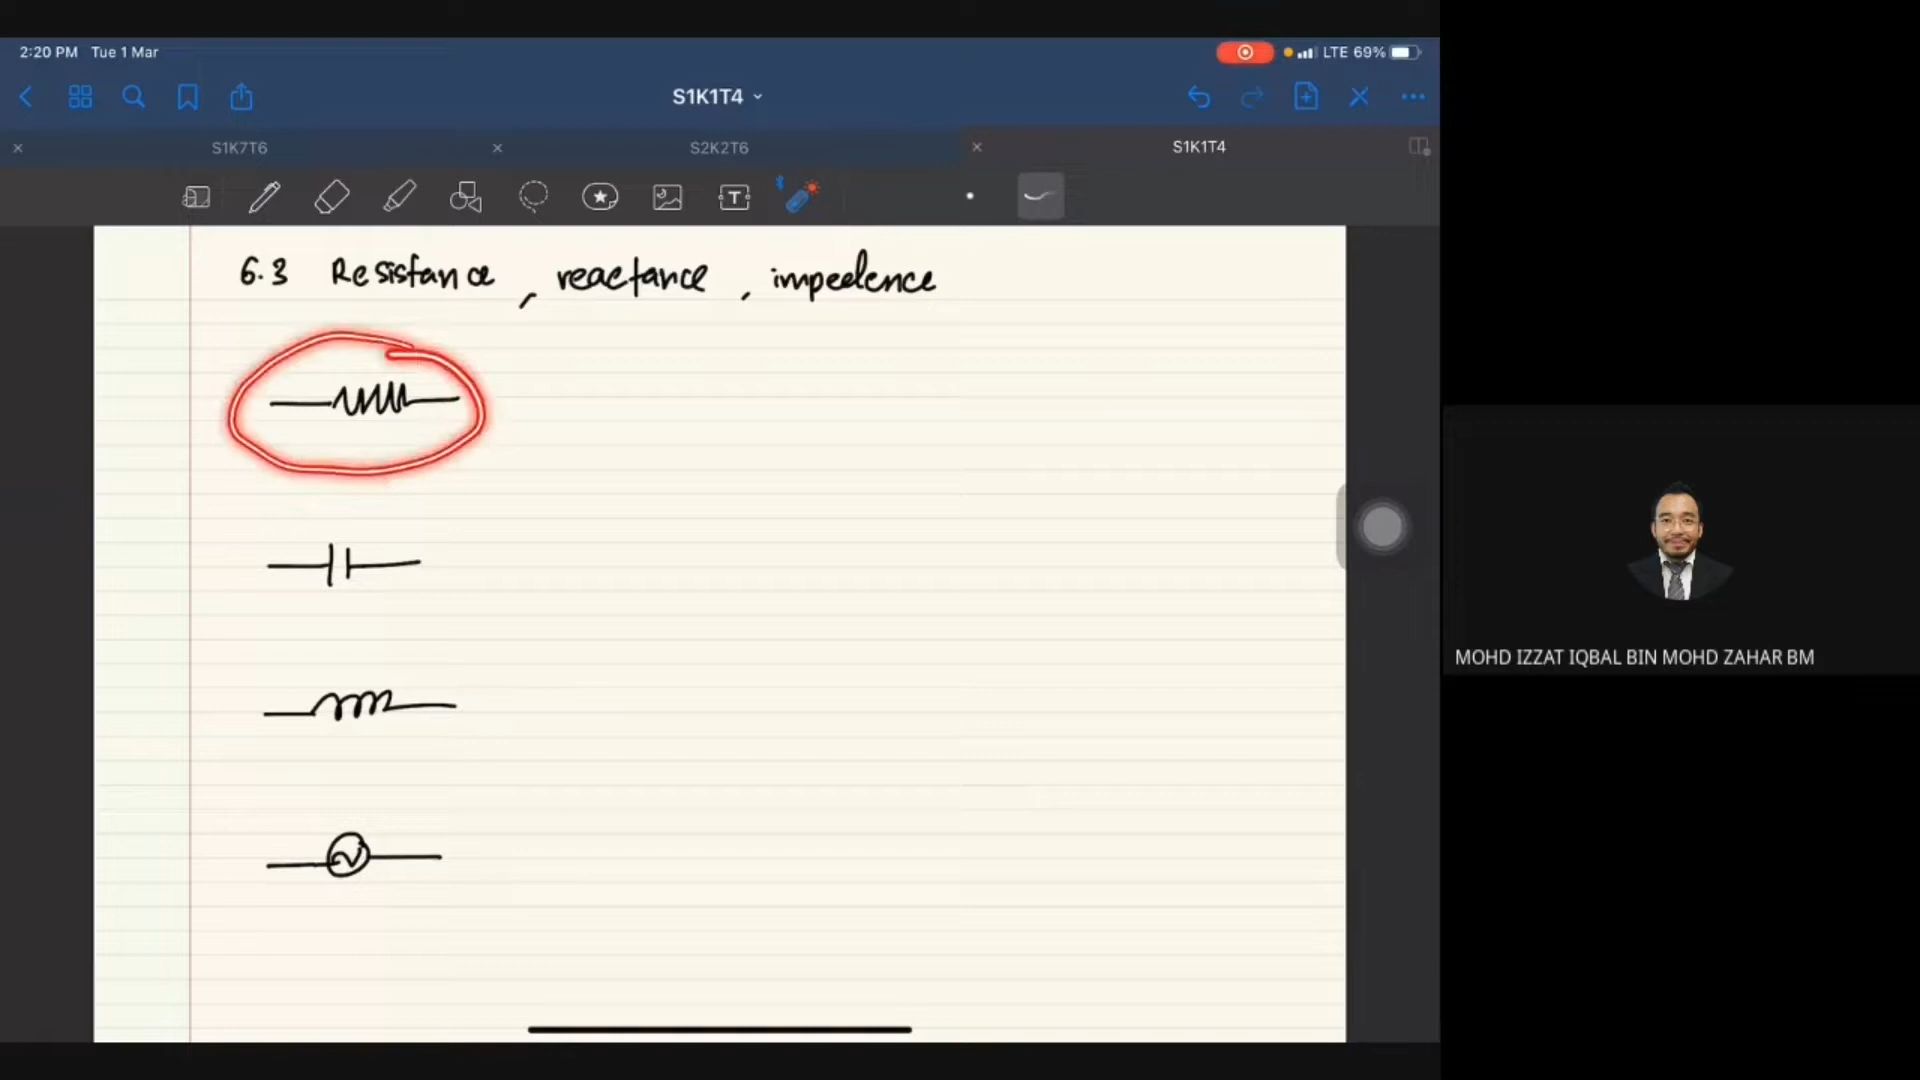 2:20 PM Tue 1 Mar
LTE 69%
S1K1T4
S1K7T6
S2K2T6
S1K1T4
T
6.3 Resistance, reactance, impedence
MOHD IZZAT IQBAL BIN MOHD ZAHAR BM